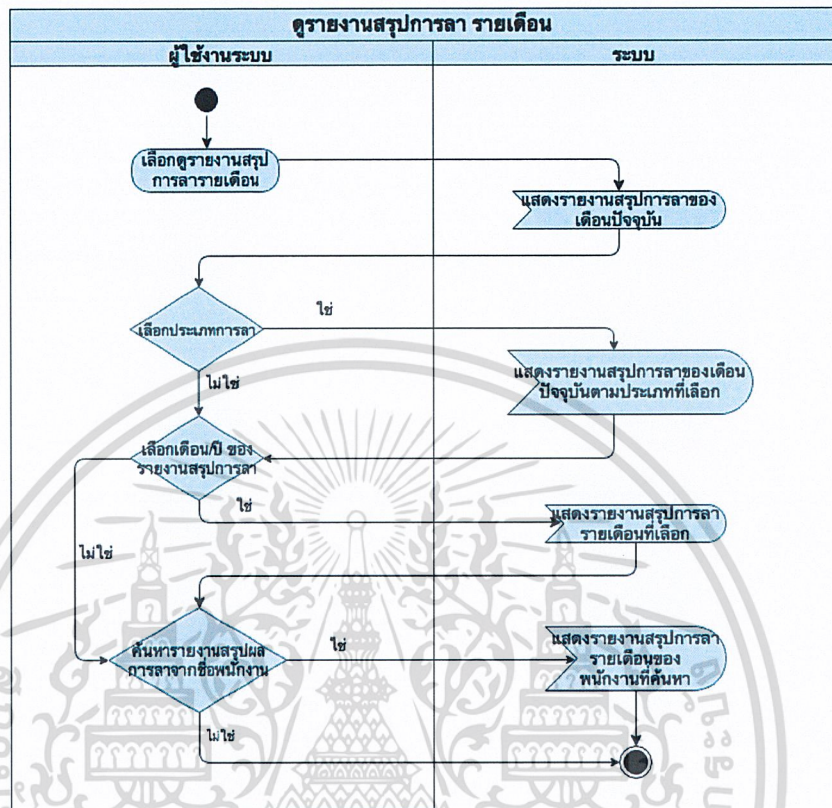 ดูรายงานสรุปการลา รายเดือน
ผู้ใช้งานระบบ
ระบบ
เลือกดูรายงานสรุป
การลารายเดือน
แสดงรายงานสรุปการลาของ
เดือนปัจจุบัน
เลือกประเภทการลา
ใช่
ไม่ใช่
แสดงรายงานสรุปการลาของเดือน
ปัจจุบันตามประเภทที่เลือก
เลือกเดือน/ปี ของ
รายงานสรุปการลา
ใช่
ไม่ใช่
แสดงรายงานสรุปการลา
รายเดือนที่เลือก
ค้นหารายงานสรุปผล
การลาจากชื่อพนักงาน
ใช่
ไม่ใช่
แสดงรายงานสรุปการลา
รายเดือนของ
พนักงานที่ค้นหา